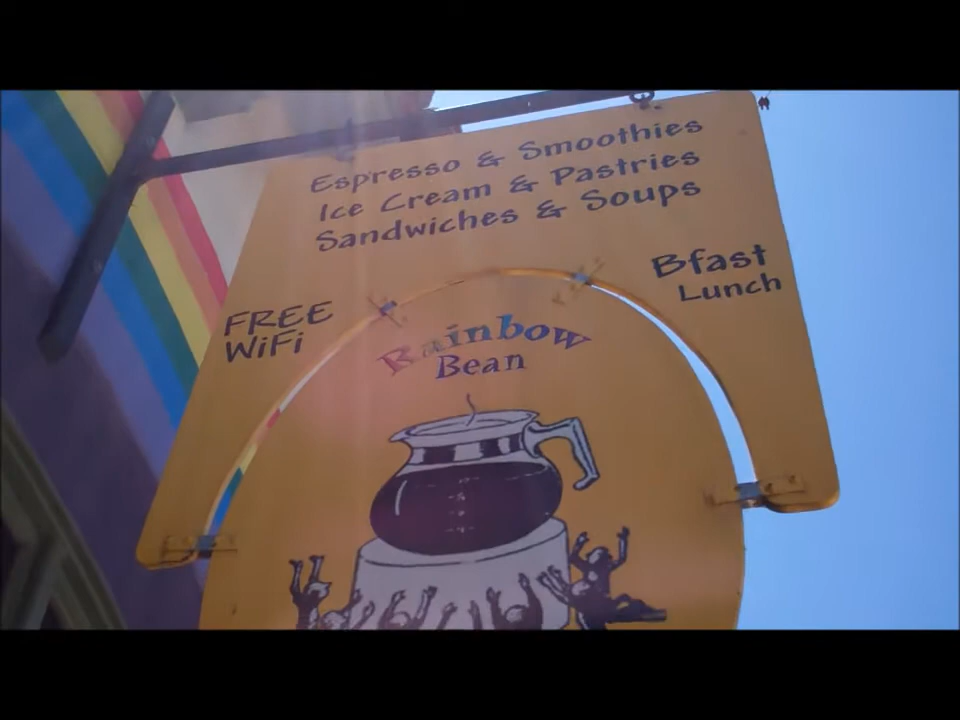 Espresso & Smoothies
Ice Cream & Pastries
Sandwiches & Soups
Bfast
Lunch
FREE
WiFi
Rainbow
Bean